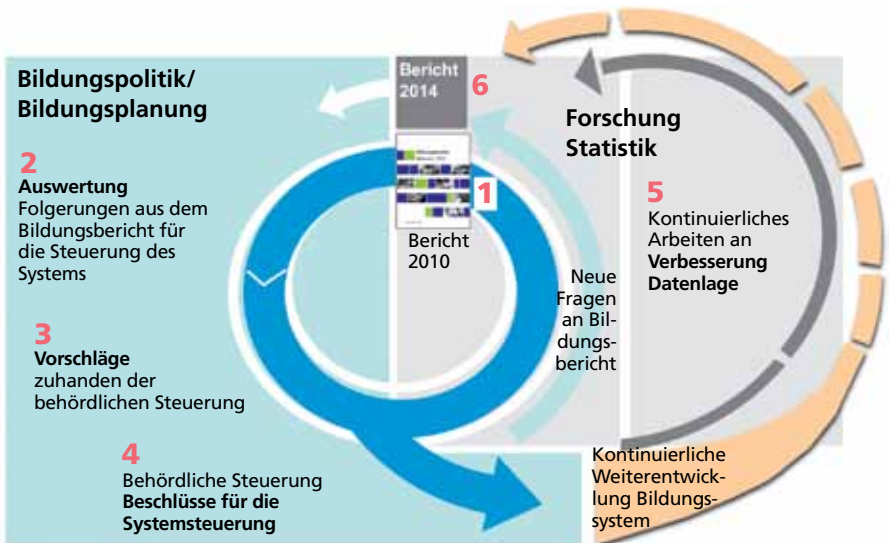 Bildungspolitik/
Bildungsplanung
Bericht
2014
6
1
Bericht
2010
2
Auswertung
Folgerungen aus dem
Bildungsbericht für
die Steuerung des
Systems
3
Vorschläge
zuhanden der
behördlichen Steuerung
4
Behördliche Steuerung
Beschlüsse für die
Systemsteuerung
Forschung
Statistik
5
Kontinuierliches
Arbeiten an
Verbesserung
Datenlage
Neue
Fragen
an Bil-
dungs-
bericht
Kontinuierliche
Weiterentwick-
lung Bildungs-
system